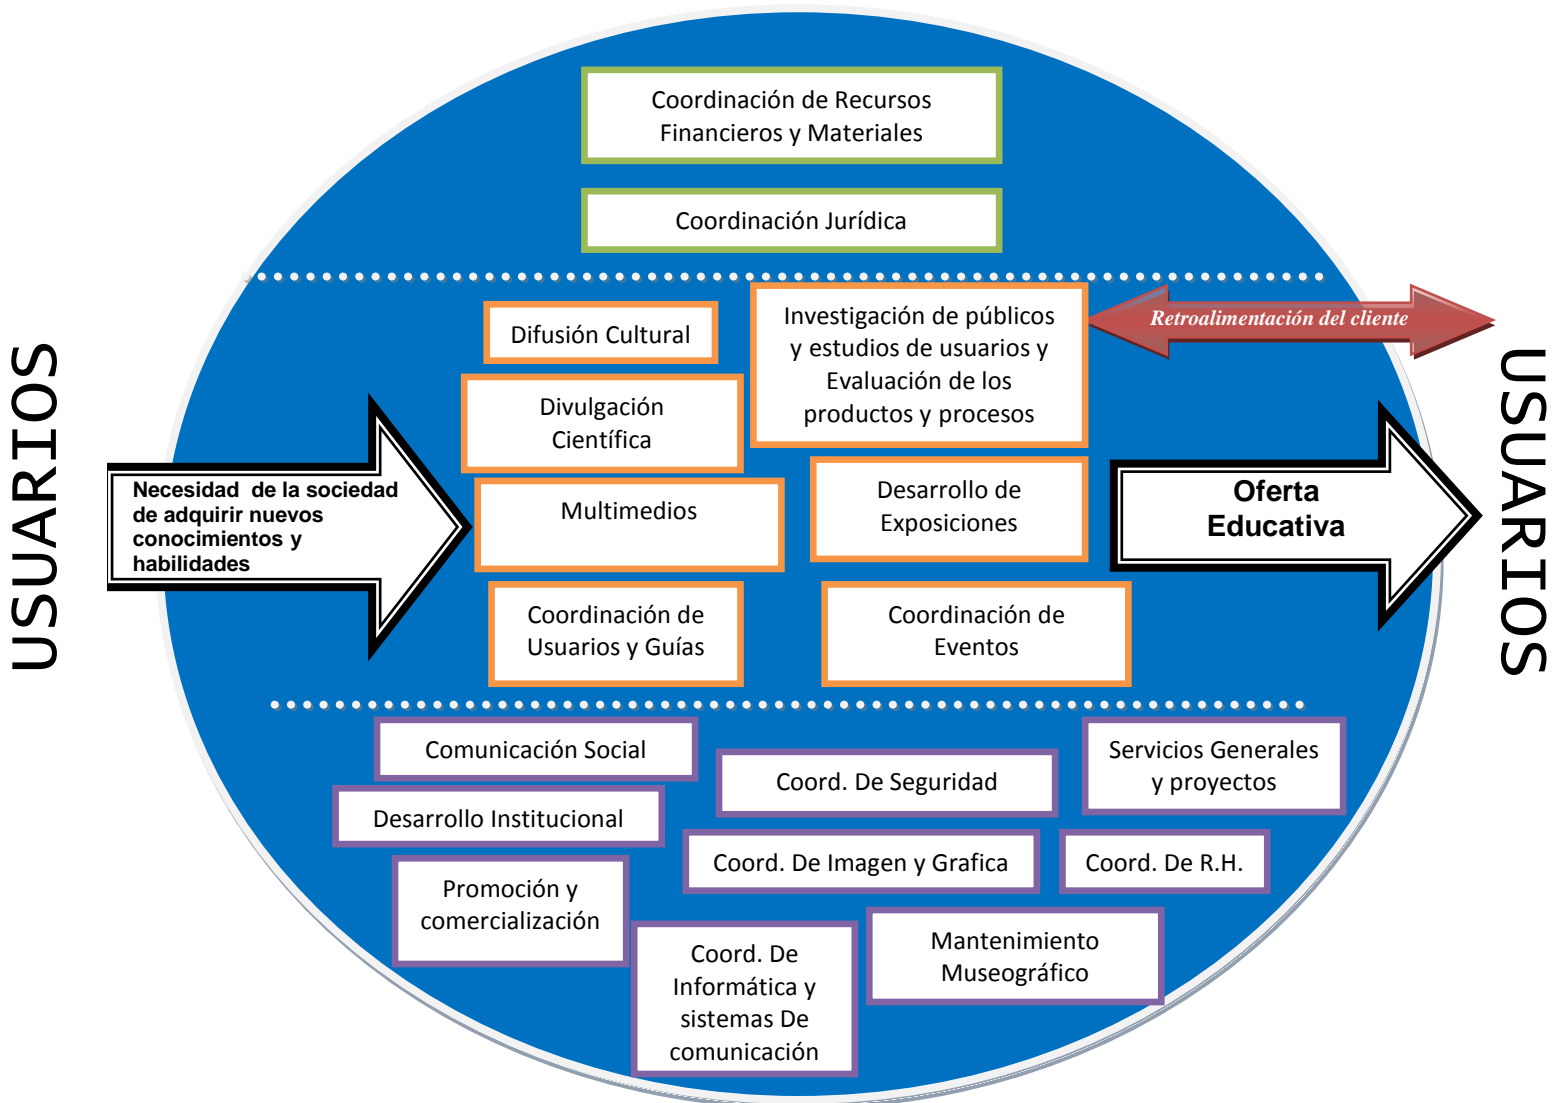 Coordinación de Recursos
Financieros y Materiales
Coordinación Jurídica
USUARIOS
Necesidad de la sociedad
de adquirir nuevos
conocimientos y
habilidades
Difusión Cultural
Divulgación
Científica
Multimedios
Coordinación de
Usuarios y Guías
Investigación de públicos
y estudios de usuarios y
Evaluación de los
productos y procesos
Desarrollo de
Exposiciones
Coordinación de
Eventos
Retroalimentación del cliente
Oferta
Educativa
USUARIOS
Comunicación Social
Desarrollo Institucional
Promoción y
comercialización
Coord. De Seguridad
Coord. De Imagen y Grafica
Coord. De
Informática y
sistemas De
comunicación
Servicios Generales
y proyectos
Coord. De R.H.
Mantenimiento
Museográfico